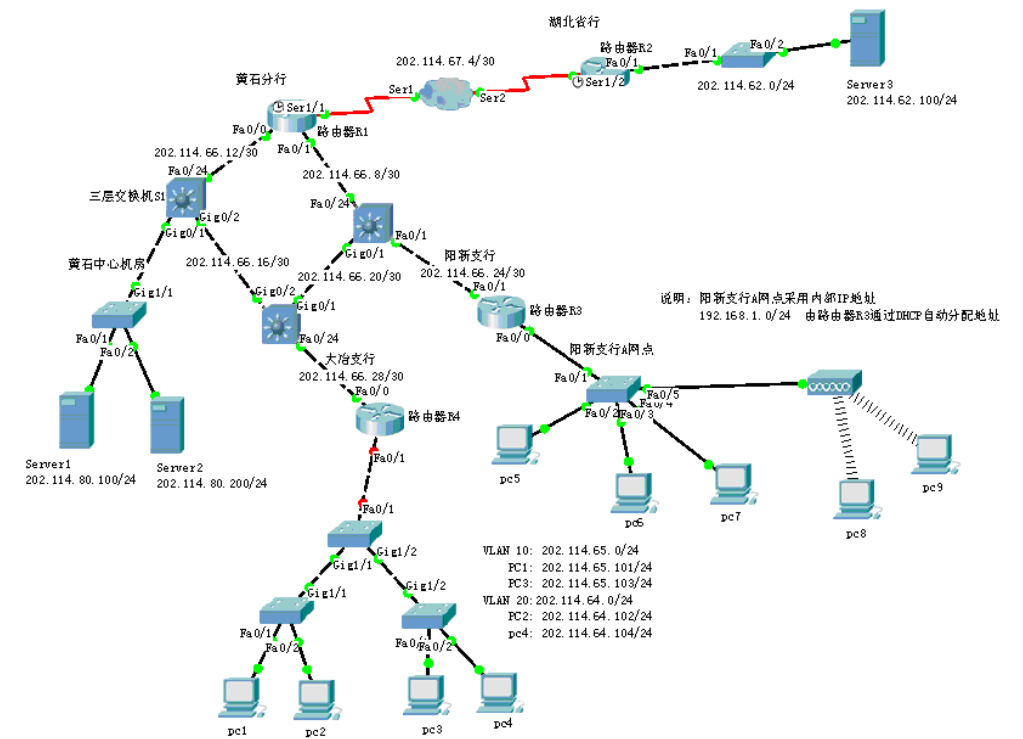 湖北省行
路由器R2
Fa0/1
Fa0/1
Fa0/2
202.114.67.4/30
202.114.62.0/24
Server3
202.114.62.100/24
黄石分行
Ser1
Ser2
Ser1/2
Ser1/1
Fa0/0
路由器R1
Fa0/1
202.114.66.12/30
Fa0/24
202.114.66.8/30
三层交换机S1
Fa0/24
Gig0/2
Gig0/1
Fa0/1
Gig0/1
阳新支行
黄石中心机房
202.114.66.16/30
202.114.66.20/30
202.114.66.24/30
Fa0/1
Gig1/1
Gig0/2
Gig0/1
路由器R3
Fa0/0
说明: 阳新支行A网点采用内部IP地址
192.168.1.0/24 由路由器R3通过DHCP自动分配地址
Fa0/1
Fa0/2
Fa0/24
大冶支行
阳新支行A网点
202.114.66.28/30
Fa0/0
Fa0/1
Fa0/5
Fa0/4
Fa0/2
Fa0/3
路由器R4
Fa0/1
Server1
202.114.80.100/24
Server2
202.114.80.200/24
pc5
pc6
pc7
pc8
pc9
Fa0/1
Gig1/2
Gig1/1
VLAN 10: 202.114.65.0/24
PC1: 202.114.65.101/24
PC3: 202.114.65.103/24
VLAN 20:202.114.64.0/24
PC2: 202.114.64.102/24
pc4: 202.114.64.104/24
Gig1/1
Gig1/2
Fa0/1
Fa0/2
Fa0/2
pc1
pc2
pc3
pc4